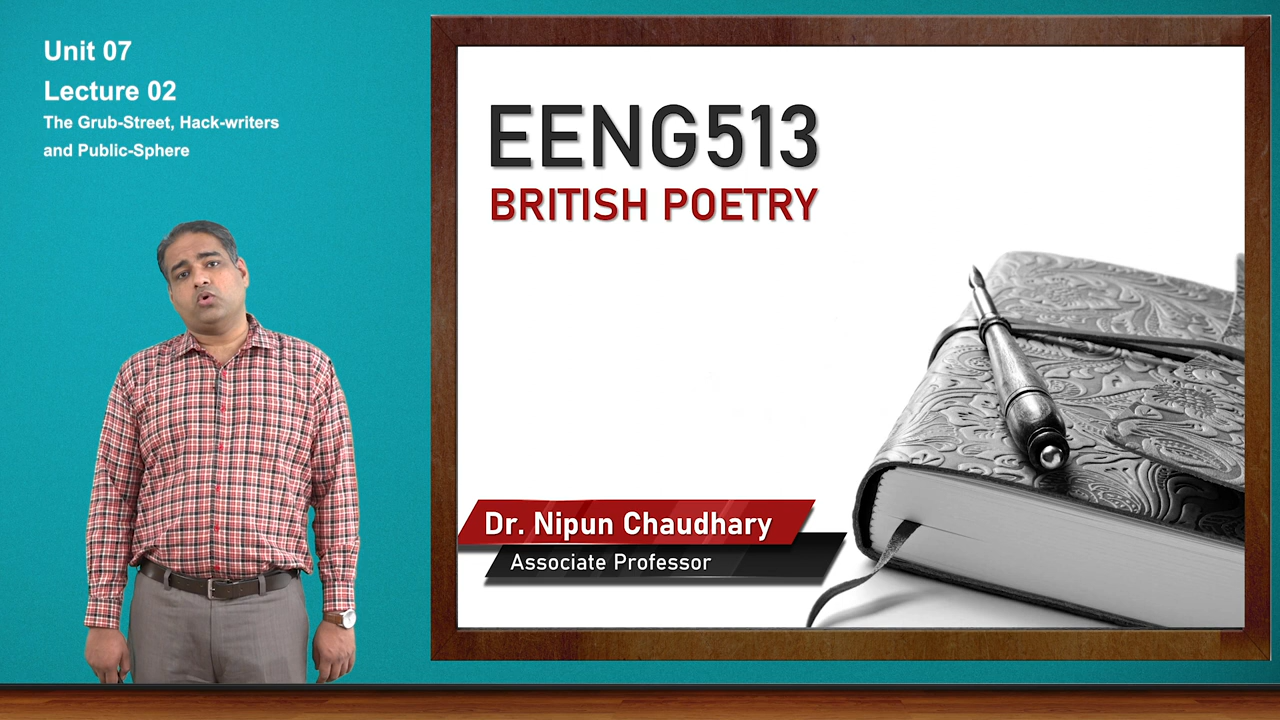 Unit 07
Lecture 02
The Grub-Street, Hack-writers
and Public-Sphere
EENG513
BRITISH POETRY
Dr. Nipun Chaudhary
Associate Professor